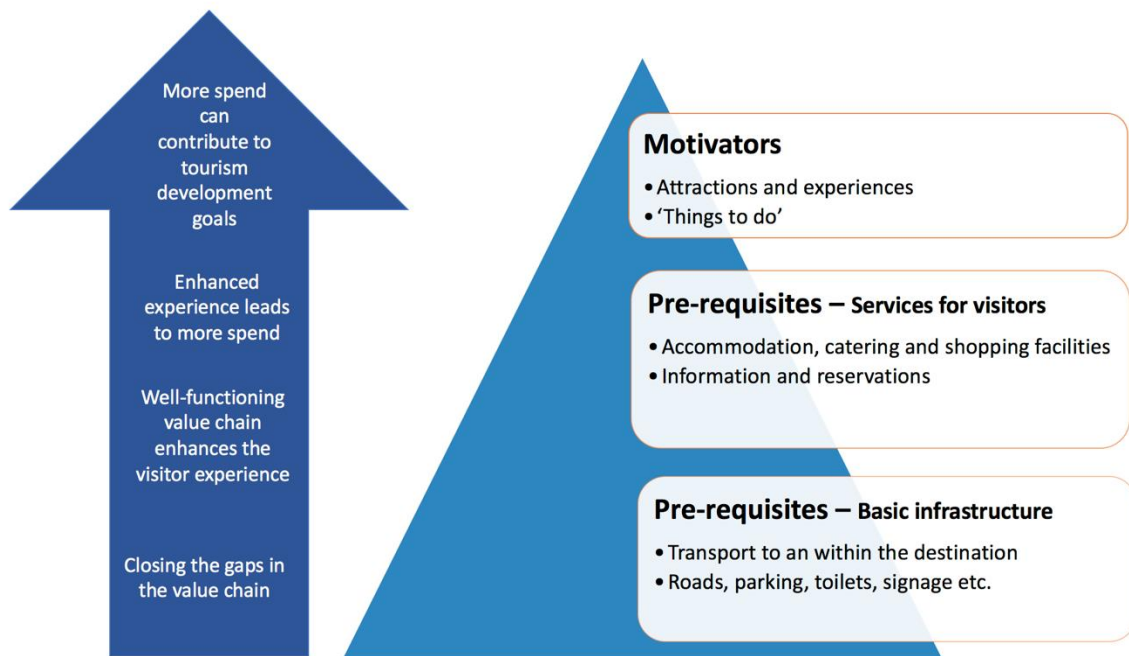 More spend
can
contribute to
tourism
development
goals
Enhanced
experience leads
to more spend
Well-functioning
value chain
enhances the
visitor experience
Closing the gaps in
the value chain
Motivators
• Attractions and experiences
• ‘Things to do’
Pre-requisites – Services for visitors
• Accommodation, catering and shopping facilities
• Information and reservations
Pre-requisites – Basic infrastructure
• Transport to an within the destination
• Roads, parking, toilets, signage etc.